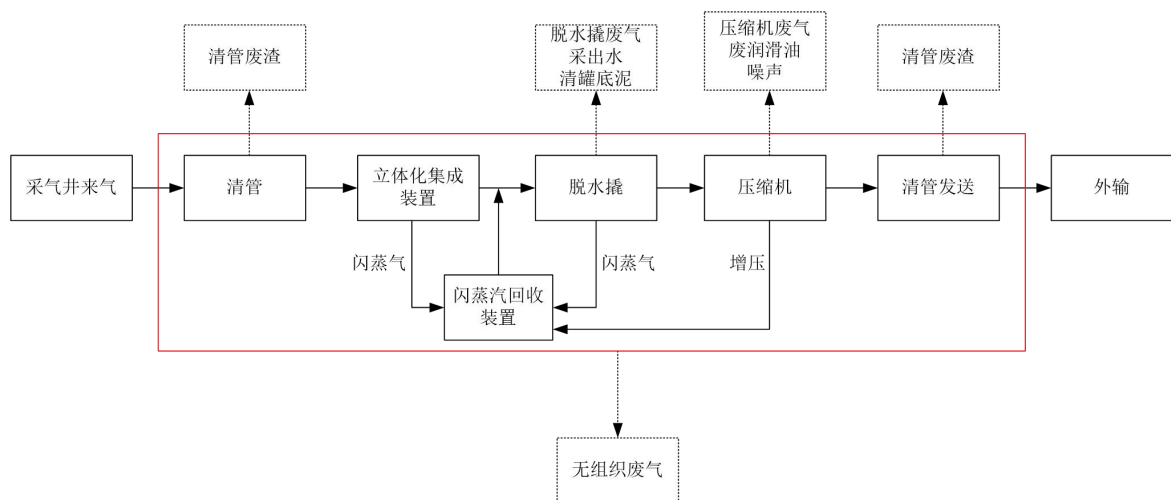 清管废渣
脱水撬废气
采出水
清罐底泥
压缩机废气
废润滑油
噪声
清管废渣
采气井来气
清管
立体化集成
装置
脱水撬
压缩机
清管发送
外输
闪蒸气
闪蒸气
增压
闪蒸汽回收
装置
无组织废气